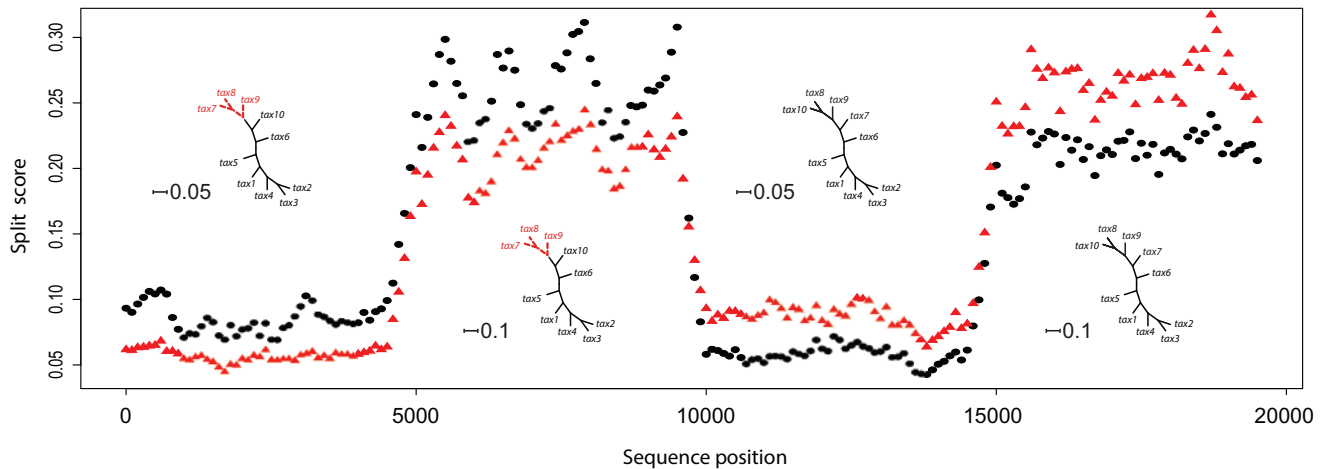 Split score
0.30
0.25
0.20
0.15
0.10
0.05
tax8
tax7
tax9
tax10
tax6
tax5
tax1
tax4
tax2
tax3
0.05
tax8
tax9
tax7
tax10
tax6
tax5
tax1
tax4
tax2
tax3
0.1
tax8
tax10
tax9
tax7
tax6
tax5
tax1
tax4
tax2
tax3
0.05
tax8
tax9
tax10
tax7
tax6
tax5
tax1
tax4
tax2
tax3
0.1
0
5000
10000
15000
20000
Sequence position